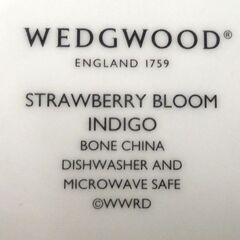 WEDGWOOD®
ENGLAND 1759
STRAWBERRY BLOOM
INDIGO
BONE CHINA
DISHWASHER AND
MICROWAVE SAFE
©WWRD